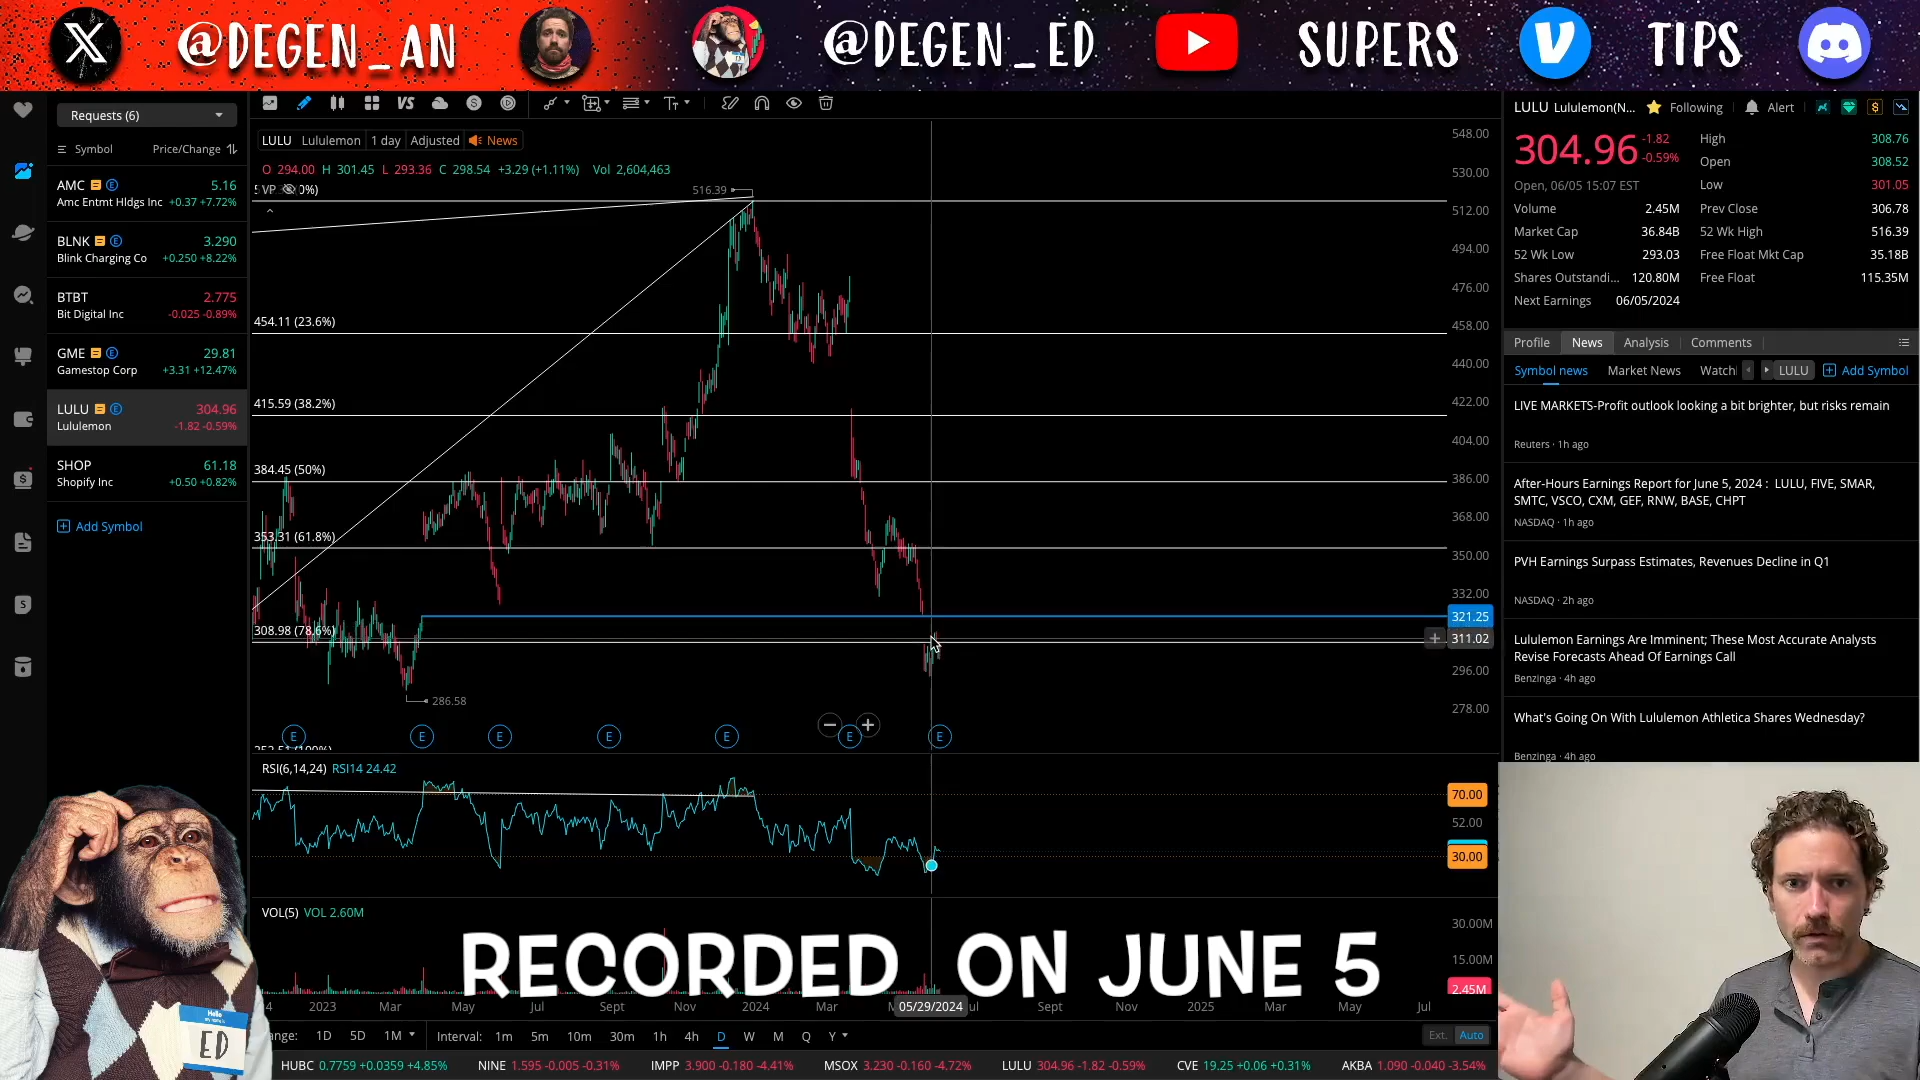 @DEGEN_AN
@DEGEN_ED
SUPERS
TIPS
Requests (6)
Symbol Price/Change
AMC 5.16
Amc Entmt Hldgs Inc +0.37 +7.72%
BLNK 3.290
Blink Charging Co +0.250 +8.22%
BTBT 2.775
Bit Digital Inc -0.025 -0.89%
GME 29.81
Gamestop Corp +3.31 +12.47%
LULU 304.96
Lululemon -1.82 -0.59%
SHOP 61.18
Shopify Inc +0.50 +0.82%
Add Symbol
VS
LULU Lululemon 1 day Adjusted News
O 294.00 H 301.45 L 293.36 C 298.54 +3.29 (+1.11%) Vol 2,604,463
VP 0%)
516.39
454.11 (23.6%)
415.59 (38.2%)
384.45 (50%)
353.31 (61.8%)
308.98 (78.6%)
286.58
E E E E E E E
548.00
530.00
512.00
494.00
476.00
458.00
440.00
422.00
404.00
386.00
368.00
350.00
332.00
321.25
311.02
296.00
278.00
RSI(6,14,24) RSI14 24.42
70.00
52.00
30.00
VOL(5) VOL 2.60M
30.00M
15.00M
2.45M
RECORDED ON JUNE 5
2023 Mar May Jul Sept Nov 2024 Mar 05/29/2024 Sept Nov 2025 Mar May Jul
1D 5D 1M Interval: 1m 5m 10m 30m 1h 4h D W M Q Y Ext. Auto
HUBC 0.7759 +0.0359 +4.85% NINE 1.595 -0.005 -0.31% IMPP 3.900 -0.180 -4.41% MSOX 3.230 -0.160 -4.72% LULU 304.96 -1.82 -0.59% CVE 19.25 +0.06 +0.31% AKBA 1.090 -0.040 -3.54%
Hello
ED
LULU Lululemon(N... Following Alert
304.96 -1.82
-0.59%
Open, 06/05 15:07 EST
High 308.76
Open 308.52
Low 301.05
Volume 2.45M Prev Close 306.78
Market Cap 36.84B 52 Wk High 516.39
52 Wk Low 293.03 Free Float Mkt Cap 35.18B
Shares Outstandi... 120.80M Free Float 115.35M
Next Earnings 06/05/2024
Profile News Analysis Comments
Symbol news Market News Watch LULU Add Symbol
LIVE MARKETS-Profit outlook looking a bit brighter, but risks remain
Reuters · 1h ago
After-Hours Earnings Report for June 5, 2024 : LULU, FIVE, SMAR,
SMTC, VSCO, CXM, GEF, RNW, BASE, CHPT
NASDAQ · 1h ago
PVH Earnings Surpass Estimates, Revenues Decline in Q1
NASDAQ · 2h ago
Lululemon Earnings Are Imminent; These Most Accurate Analysts
Revise Forecasts Ahead Of Earnings Call
Benzinga · 4h ago
What's Going On With Lululemon Athletica Shares Wednesday?
Benzinga · 4h ago